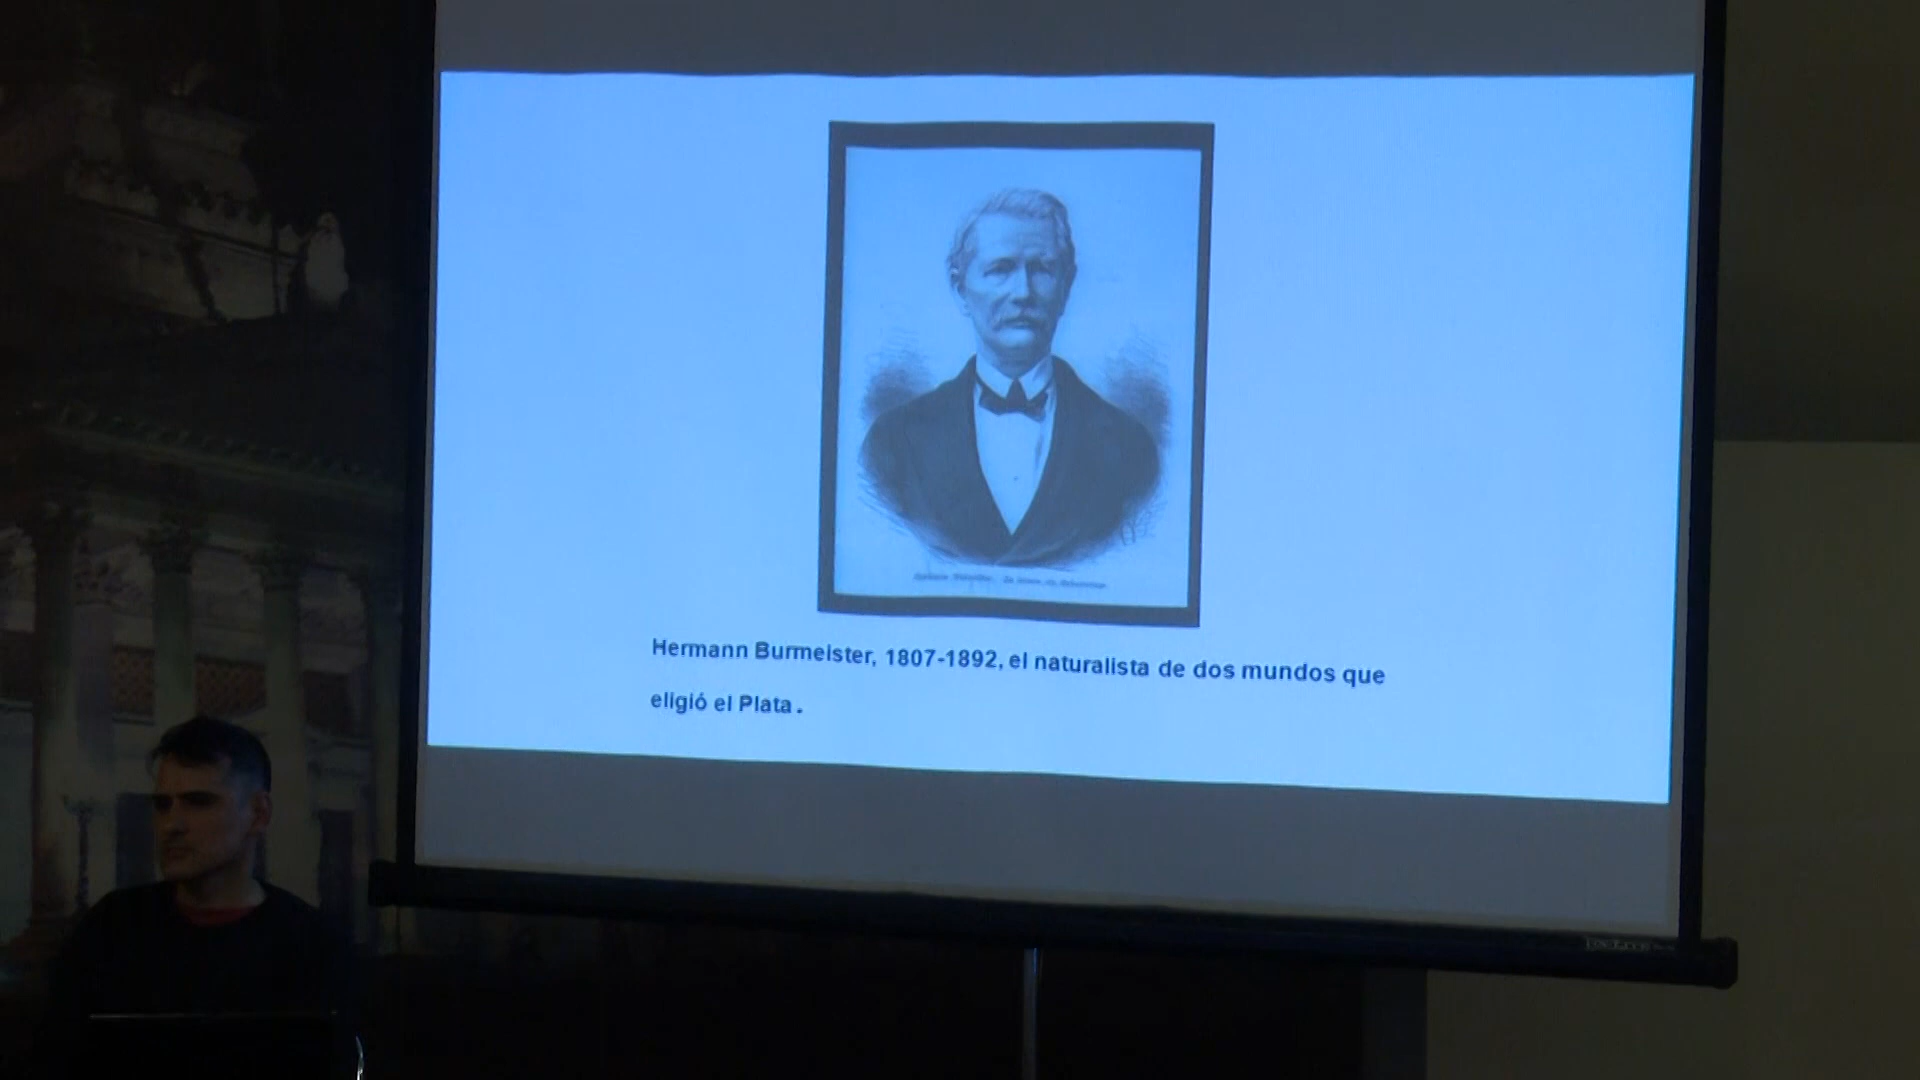 Hermann Burmeister, 1807-1892, el naturalista de dos mundos que
eligió el Plata.